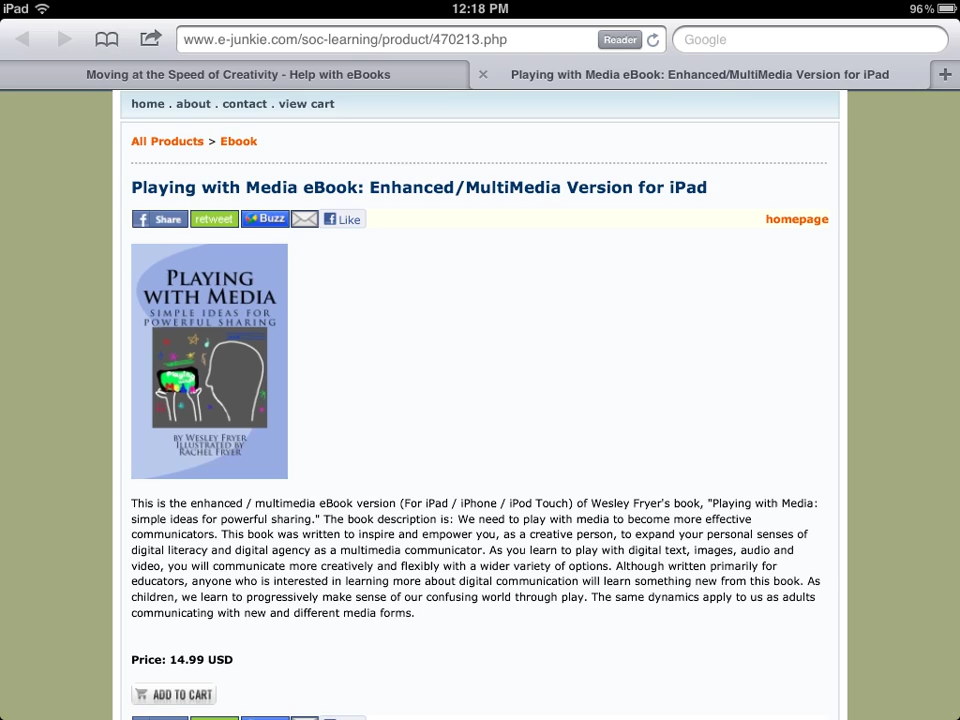 iPad 12:18 PM 96%
www.e-junkie.com/soc-learning/product/470213.php Reader Google
Moving at the Speed of Creativity - Help with eBooks Playing with Media eBook: Enhanced/MultiMedia Version for iPad
home . about . contact . view cart
All Products > Ebook
Playing with Media eBook: Enhanced/MultiMedia Version for iPad
Share retweet Buzz Like homepage
PLAYING
WITH MEDIA
SIMPLE IDEAS FOR
POWERFUL SHARING
BY WESLEY FRYER
ILLUSTRATED BY
RACHEL FRYER
This is the enhanced / multimedia eBook version (For iPad / iPhone / iPod Touch) of Wesley Fryer's book, "Playing with Media:
simple ideas for powerful sharing." The book description is: We need to play with media to become more effective
communicators. This book was written to inspire and empower you, as a creative person, to expand your personal senses of
digital literacy and digital agency as a multimedia communicator. As you learn to play with digital text, images, audio and
video, you will communicate more creatively and flexibly with a wider variety of options. Although written primarily for
educators, anyone who is interested in learning more about digital communication will learn something new from this book. As
children, we learn to progressively make sense of our confusing world through play. The same dynamics apply to us as adults
communicating with new and different media forms.
Price: 14.99 USD
ADD TO CART